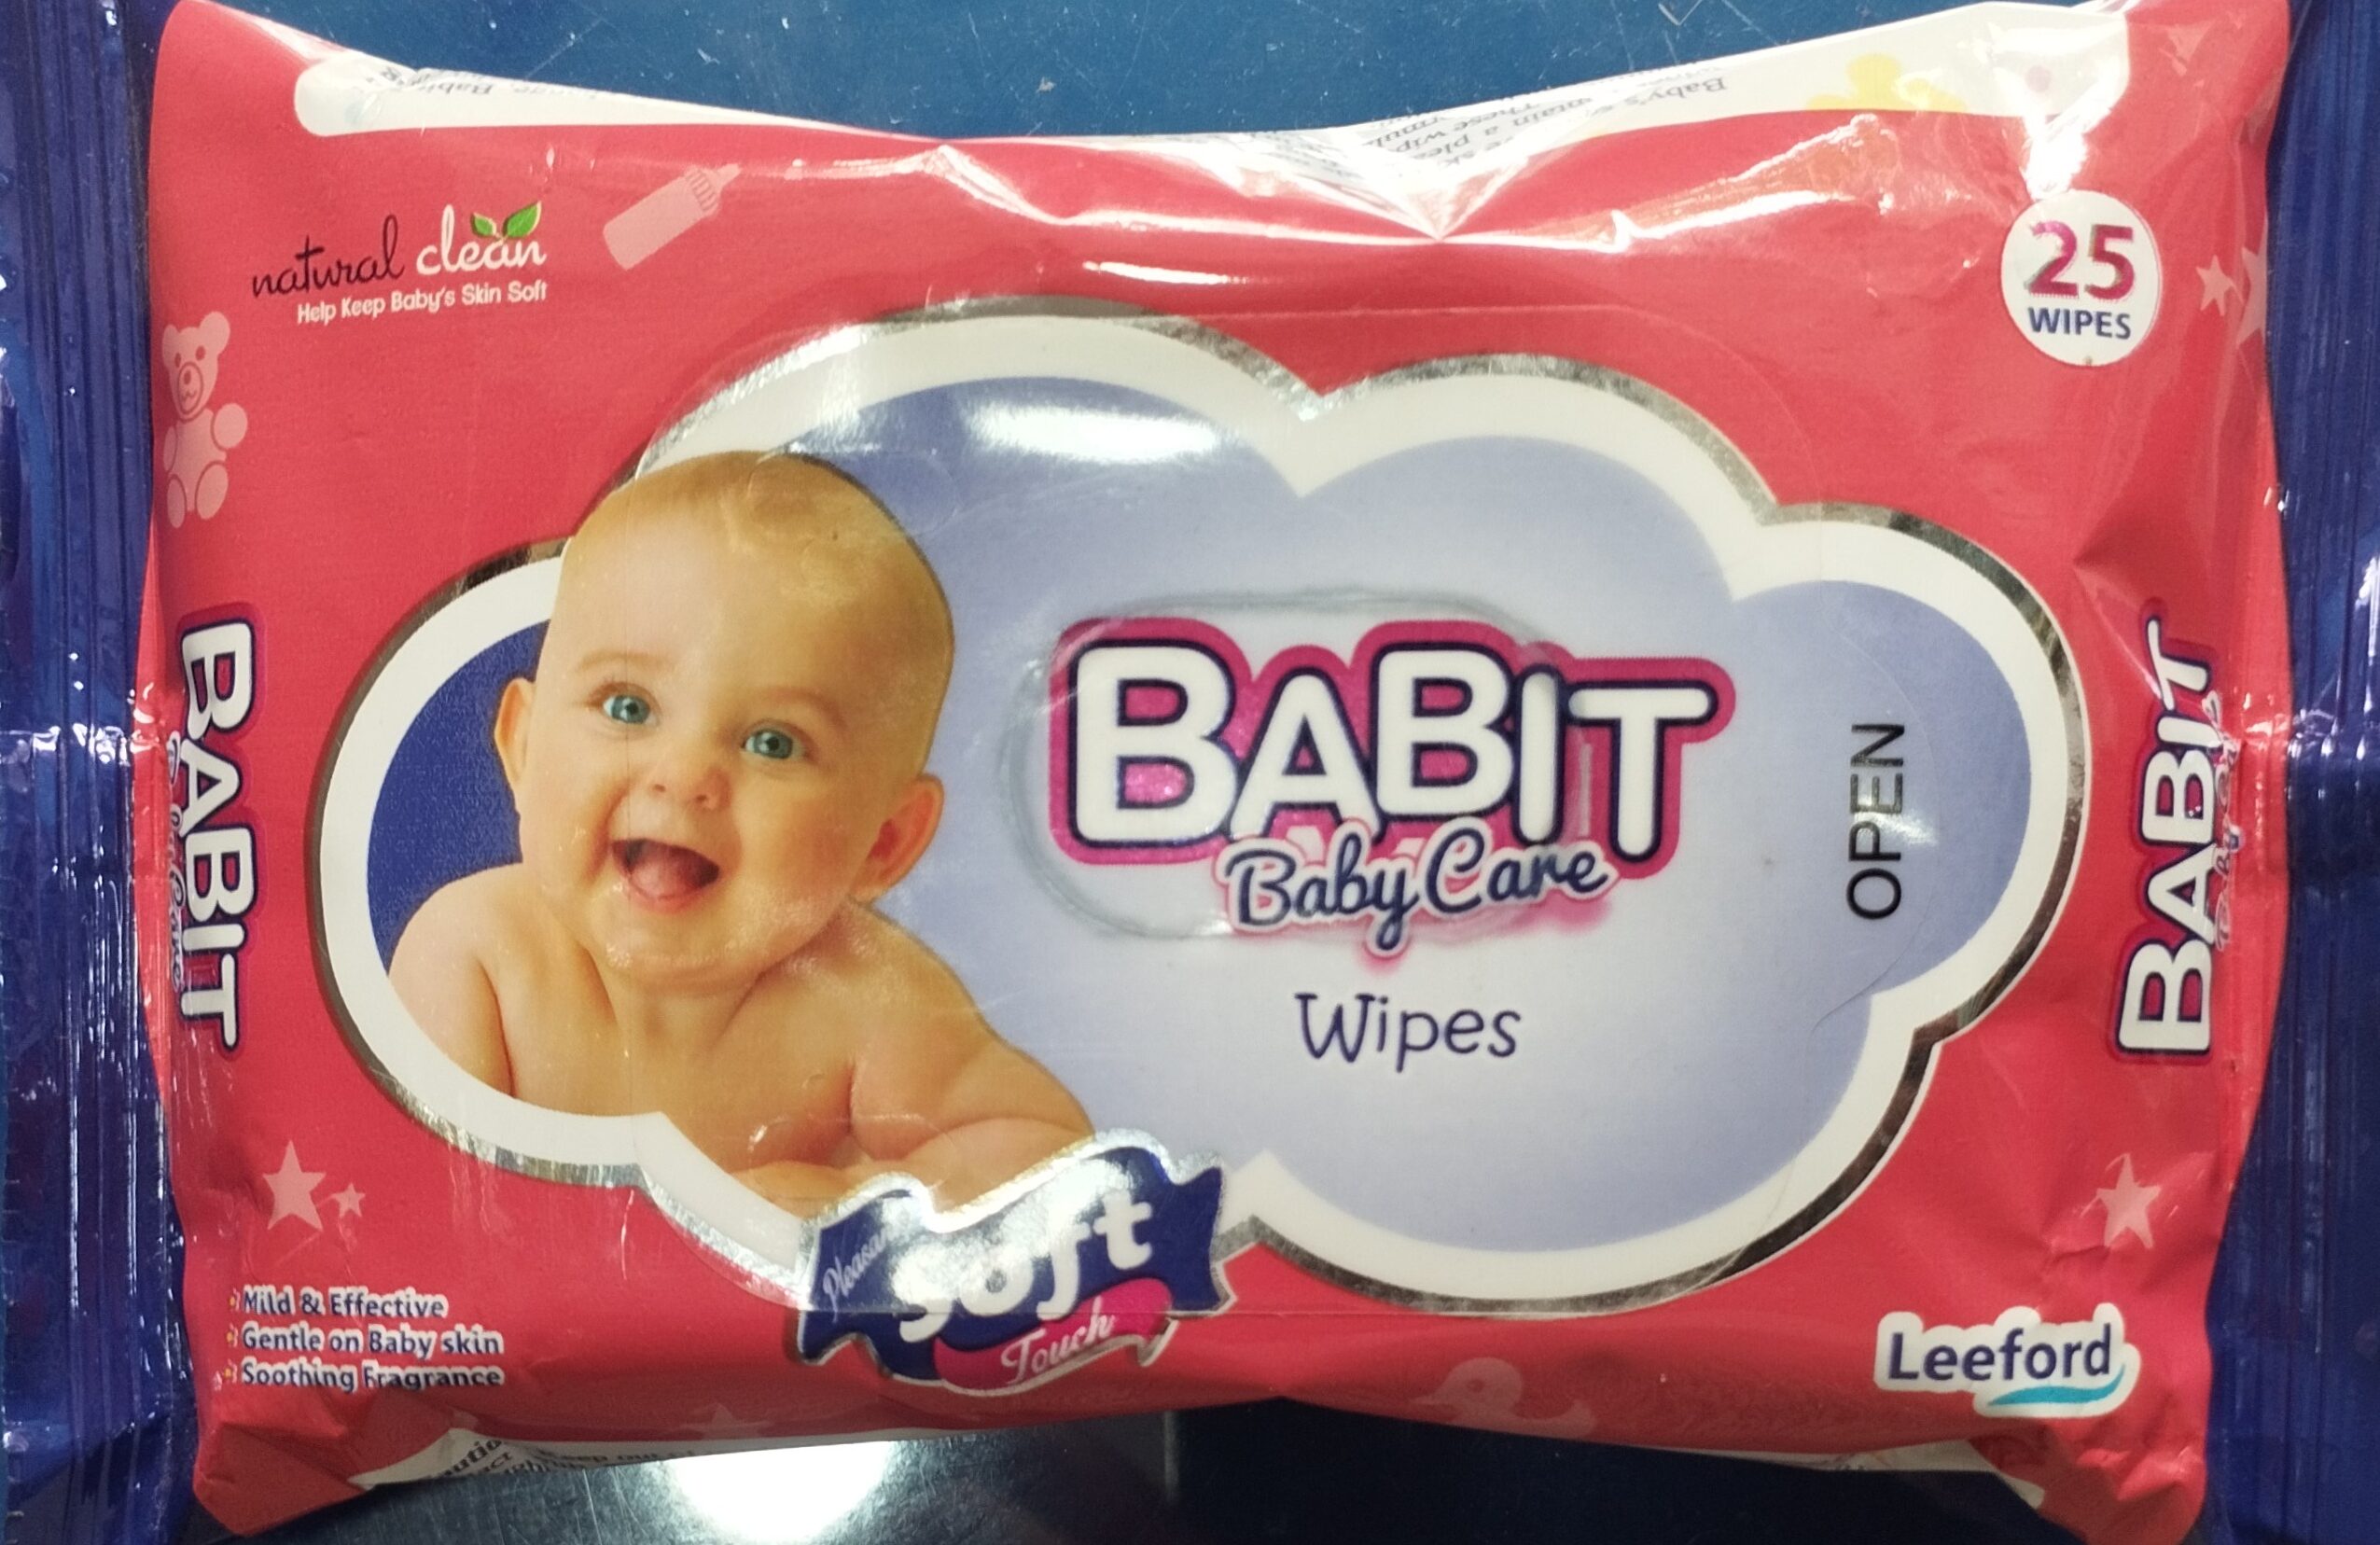 natural clean
Help Keep Baby's Skin Soft
25
WIPES
BABIT
Baby Care
Wipes
OPEN
BABIT
BABIT
Pleasant
Soft
Touch
Mild & Effective
Gentle on Baby skin
Soothing Fragrance
Leeford